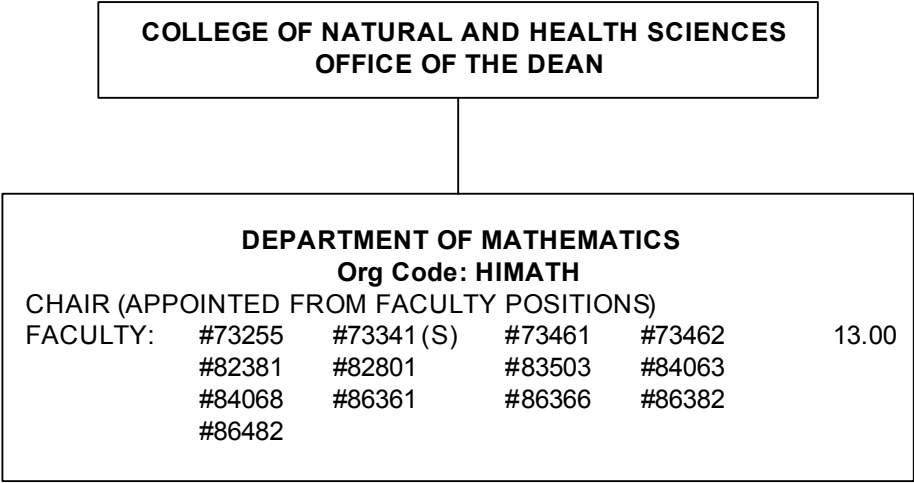 COLLEGE OF NATURAL AND HEALTH SCIENCES
OFFICE OF THE DEAN
DEPARTMENT OF MATHEMATICS
Org Code: HIMATH
CHAIR (APPOINTED FROM FACULTY POSITIONS)
FACULTY: #73255 #73341(S) #73461 #73462 13.00
#82381 #82801 #83503 #84063
#84068 #86361 #86366 #86382
#86482